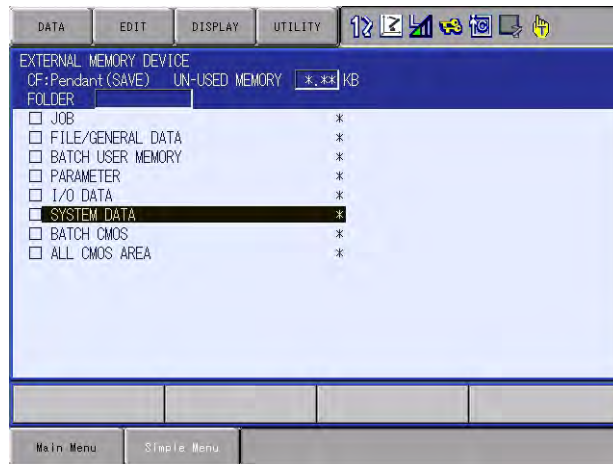 DATA EDIT DISPLAY UTILITY
EXTERNAL MEMORY DEVICE
CF:Pendant(SAVE) UN-USED MEMORY *.** KB
FOLDER
JOB *
FILE/GENERAL DATA *
BATCH USER MEMORY *
PARAMETER *
I/O DATA *
SYSTEM DATA *
BATCH CMOS *
ALL CMOS AREA *
Main Menu Simple Menu